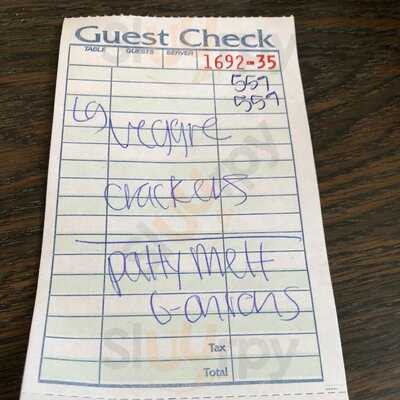 Guest Check
TABLE GUESTS SERVER
1692-35
557
557
Lg veggie
crackers
patty melt
G-onions
Tax
Total